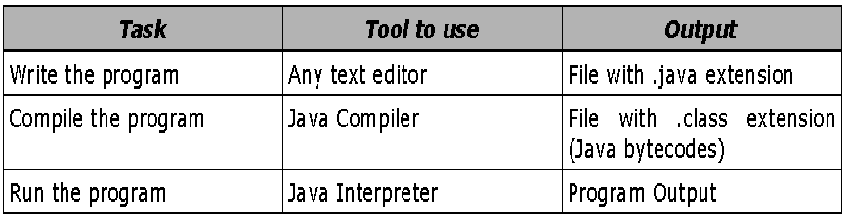 Task Tool to use Output
Write the program Any text editor File with .java extension
Compile the program Java Compiler File with .class extension
(Java bytecodes)
Run the program Java Interpreter Program Output